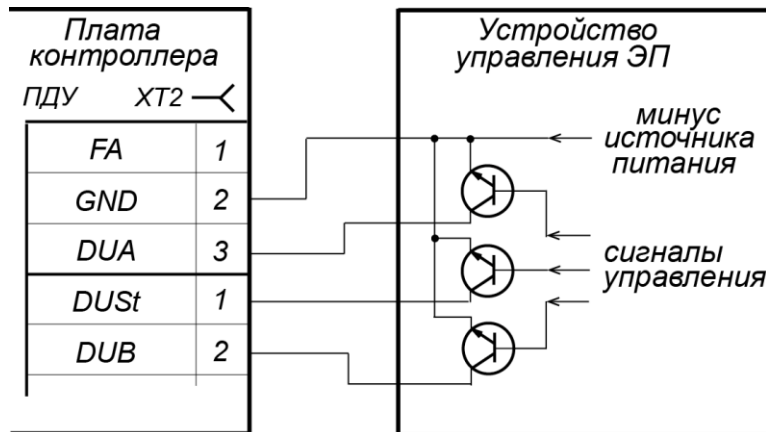 Плата
контроллера
ПДУ XT2
FA 1
GND 2
DUA 3
DUSt 1
DUB 2
Устройство
управления ЭП
минус
источника
питания
сигналы
управления